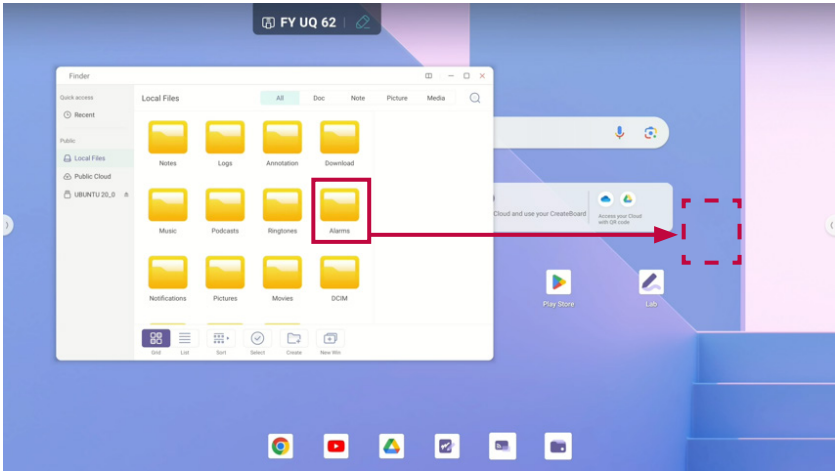 FY UQ 62
Finder
Quick access
Recent
Public
Local Files
Public Cloud
UBUNTU 20_0
Local Files
All
Doc
Note
Picture
Media
Notes
Logs
Annotation
Download
Music
Podcasts
Ringtones
Alarms
Notifications
Pictures
Movies
DCIM
Grid
List
Sort
Select
Create
New Win
Cloud and use your CreateBoard
Access your Cloud
with QR code
Play Store
Lab